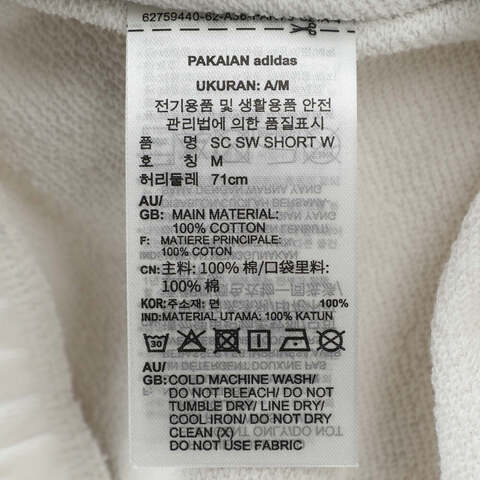 PAKAIAN adidas
UKURAN: A/M
전기용품 및 생활용품 안전
관리법에 의한 품질표시
품 명 SC SW SHORT W
호 칭 M
허리둘레 71cm
AU/
GB: MAIN MATERIAL:
100% COTTON
F: MATIERE PRINCIPALE:
100% COTON
CN: 主料: 100% 棉/口袋里料:
100% 棉
KOR:주소재: 면 100%
IND:MATERIAL UTAMA: 100% KATUN
30
AU/
GB: COLD MACHINE WASH/
DO NOT BLEACH/ DO NOT
TUMBLE DRY/ LINE DRY/
COOL IRON/ DO NOT DRY
CLEAN (X)
DO NOT USE FABRIC